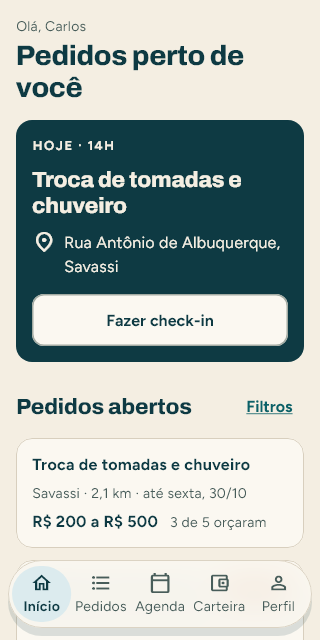 Olá, Carlos
Pedidos perto de
você
HOJE · 14H
Troca de tomadas e
chuveiro
Rua Antônio de Albuquerque,
Savassi
Fazer check-in
Pedidos abertos
Filtros
Troca de tomadas e chuveiro
Savassi · 2,1 km · até sexta, 30/10
R$ 200 a R$ 500 3 de 5 orçaram
Início Pedidos Agenda Carteira Perfil